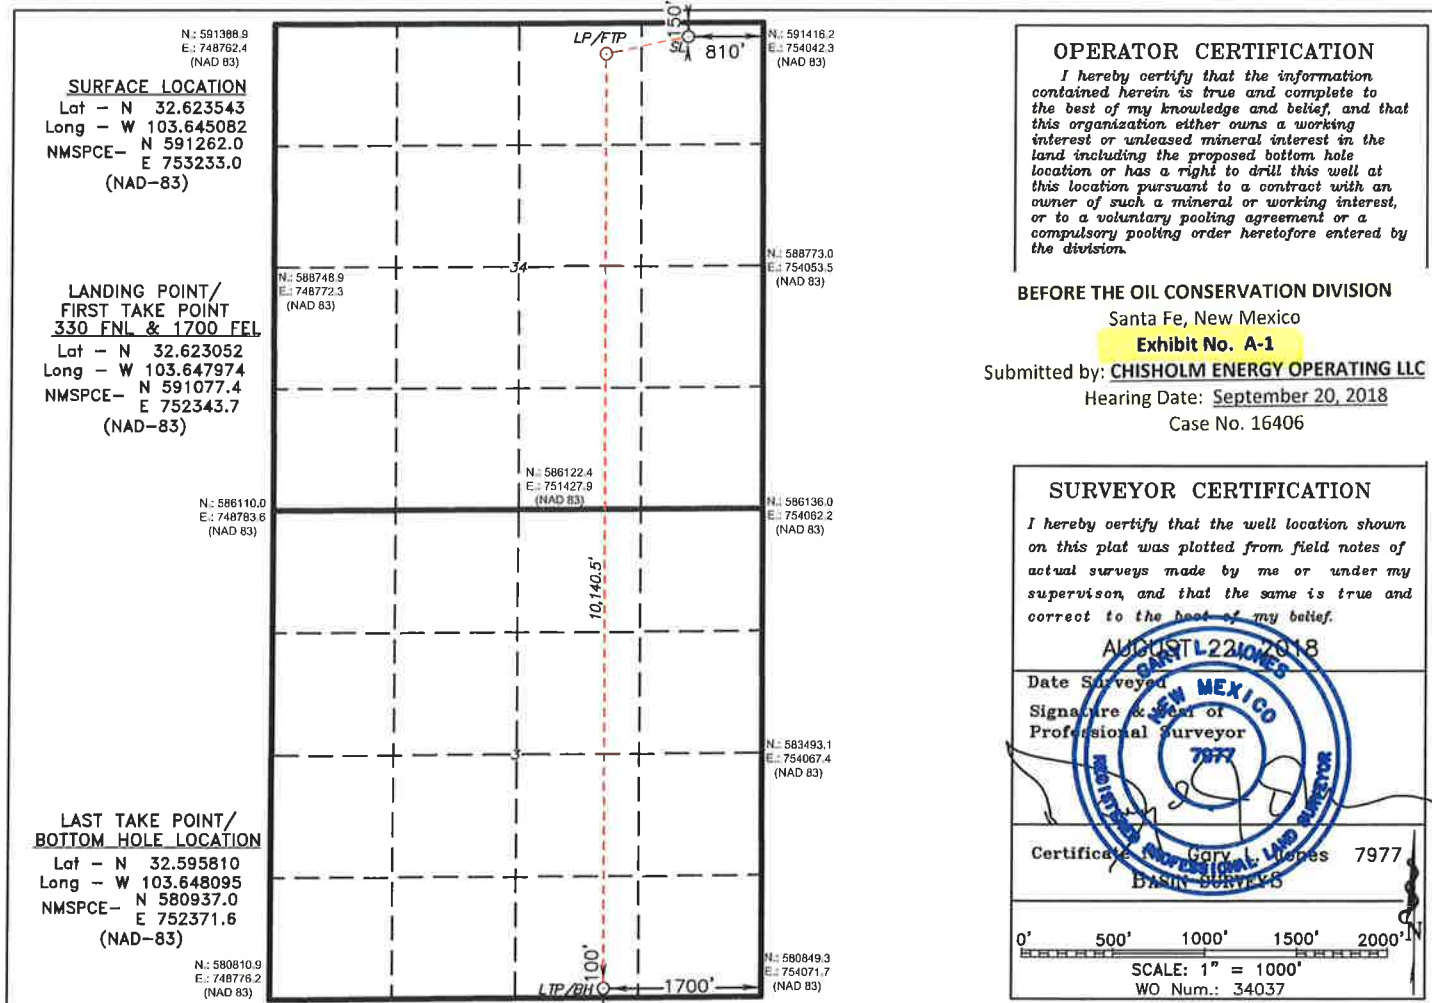 N.: 591388.9
E.: 748762.4
(NAD 83)
SURFACE LOCATION
Lat - N 32.623543
Long - W 103.645082
NMSPCE- N 591262.0
E 753233.0
(NAD-83)
LANDING POINT/
FIRST TAKE POINT
330 FNL & 1700 FEL
Lat - N 32.623052
Long - W 103.647974
NMSPCE- N 591077.4
E 752343.7
(NAD-83)
N.: 586110.0
E.: 748783.6
(NAD 83)
LAST TAKE POINT/
BOTTOM HOLE LOCATION
Lat - N 32.595810
Long - W 103.648095
NMSPCE- N 580937.0
E 752371.6
(NAD-83)
N.: 580810.9
E.: 748776.2
(NAD 83)
LP/FTP
SL
150'
810'
N.: 591416.2
E.: 754042.3
(NAD 83)
34
N.: 588748.9
E.: 748772.3
(NAD 83)
N.: 588773.0
E.: 754053.5
(NAD 83)
N.: 586122.4
E.: 751427.9
(NAD 83)
N.: 586136.0
E.: 754062.2
(NAD 83)
10,140.5'
3
N.: 583493.1
E.: 754067.4
(NAD 83)
100'
LTP/BH
1700'
N.: 580849.3
E.: 754071.7
(NAD 83)
OPERATOR CERTIFICATION
I hereby certify that the information
contained herein is true and complete to
the best of my knowledge and belief, and that
this organization either owns a working
interest or unleased mineral interest in the
land including the proposed bottom hole
location or has a right to drill this well at
this location pursuant to a contract with an
owner of such a mineral or working interest,
or to a voluntary pooling agreement or a
compulsory pooling order heretofore entered by
the division.
BEFORE THE OIL CONSERVATION DIVISION
Santa Fe, New Mexico
Exhibit No. A-1
Submitted by: CHISHOLM ENERGY OPERATING LLC
Hearing Date: September 20, 2018
Case No. 16406
SURVEYOR CERTIFICATION
I hereby certify that the well location shown
on this plat was plotted from field notes of
actual surveys made by me or under my
supervison, and that the same is true and
correct to the best of my belief.
AUGUST 22, 2018
Date Surveyed
Signature & Seal of
Professional Surveyor
GARY L. JONES
NEW MEXICO
7977
REGISTERED PROFESSIONAL LAND SURVEYOR
Certificate Gary L. Jones 7977
BASIN SURVEYS
0' 500' 1000' 1500' 2000'
N
SCALE: 1" = 1000'
WO Num.: 34037